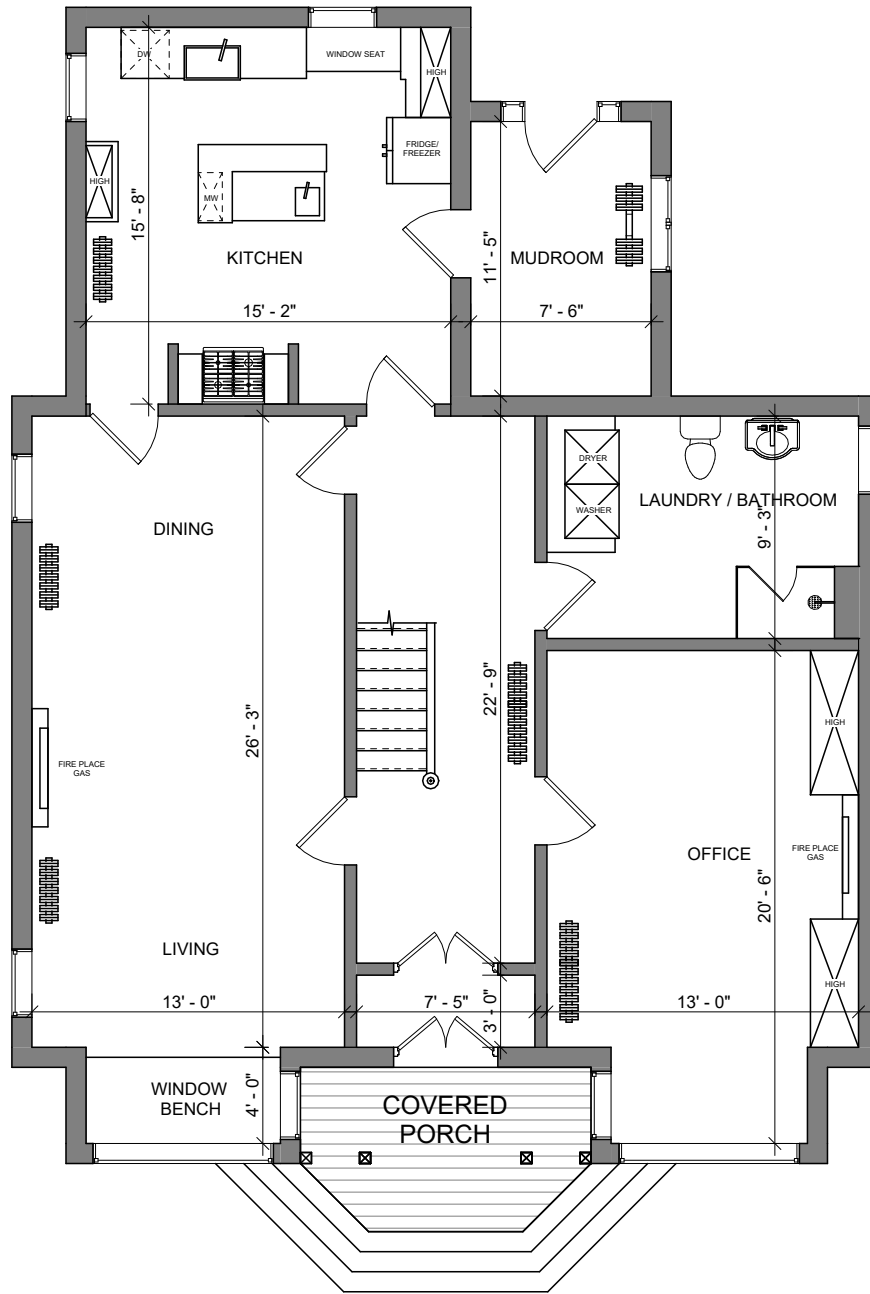 DW
WINDOW SEAT
HIGH
FRIDGE/
FREEZER
HIGH
MW
15' - 8"
KITCHEN
11' - 5"
MUDROOM
15' - 2"
7' - 6"
DRYER
WASHER
LAUNDRY / BATHROOM
9' - 3"
DINING
26' - 3"
22' - 9"
FIRE PLACE
GAS
HIGH
OFFICE
FIRE PLACE
GAS
20' - 6"
LIVING
HIGH
13' - 0"
7' - 5"
3' - 0"
13' - 0"
WINDOW
BENCH
4' - 0"
COVERED
PORCH